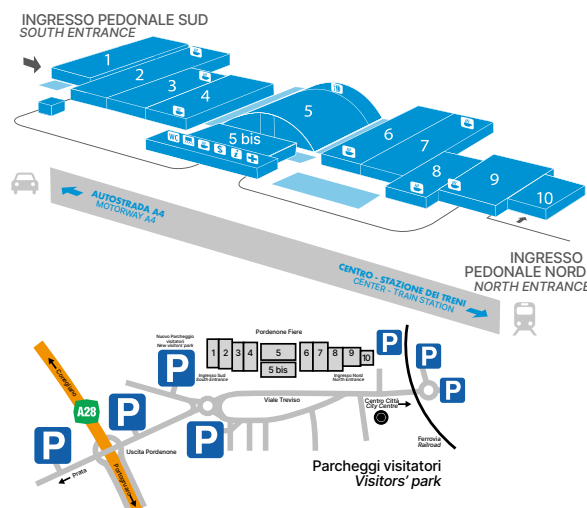 INGRESSO PEDONALE SUD
SOUTH ENTRANCE
1
2
3
4
5
5 bis
WC
S
i
6
7
8
9
10
AUTOSTRADA A4
MOTORWAY A4
CENTRO - STAZIONE DEI TRENI
CENTER - TRAIN STATION
INGRESSO
PEDONALE NORD
NORTH ENTRANCE
Nuovo Parcheggio
visitatori
New visitors' park
P
Pordenone Fiere
1 2 3 4 5 6 7 8 9 10
5 bis
Ingresso Sud
South Entrance
Ingresso Nord
North Entrance
P
P
P
Conegliano
A28
P
P
P
Viale Treviso
Centro Città
City Centre
Uscita Pordenone
Prata
Portogruaro
Ferrovia
Railroad
Parcheggi visitatori
Visitors' park